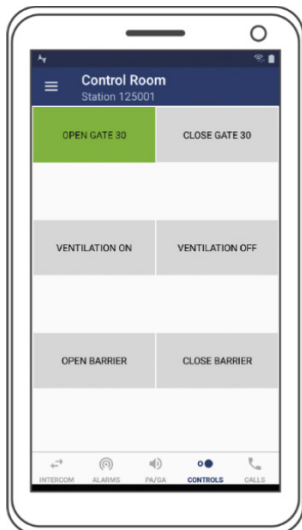 Control Room
Station 125001
OPEN GATE 30
CLOSE GATE 30
VENTILATION ON
VENTILATION OFF
OPEN BARRIER
CLOSE BARRIER
INTERCOM
ALARMS
PA/GA
CONTROLS
CALLS